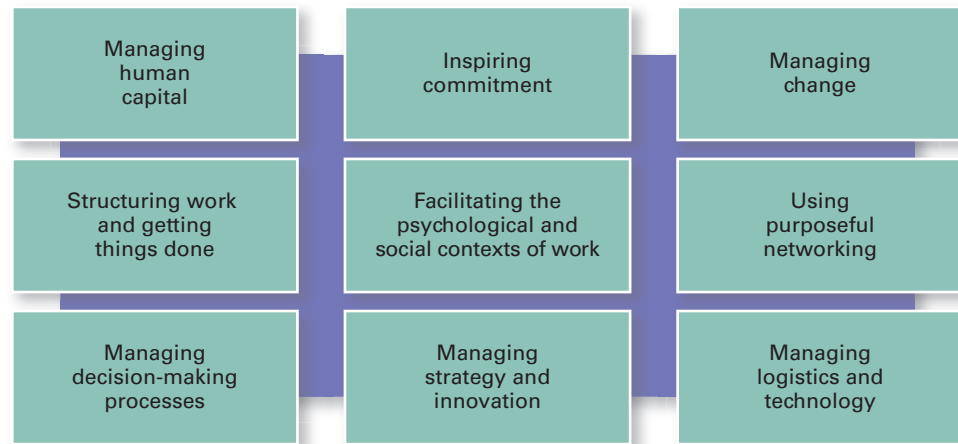 Managing
human
capital
Inspiring
commitment
Managing
change
Structuring work
and getting
things done
Facilitating the
psychological and
social contexts of work
Using
purposeful
networking
Managing
decision-making
processes
Managing
strategy and
innovation
Managing
logistics and
technology